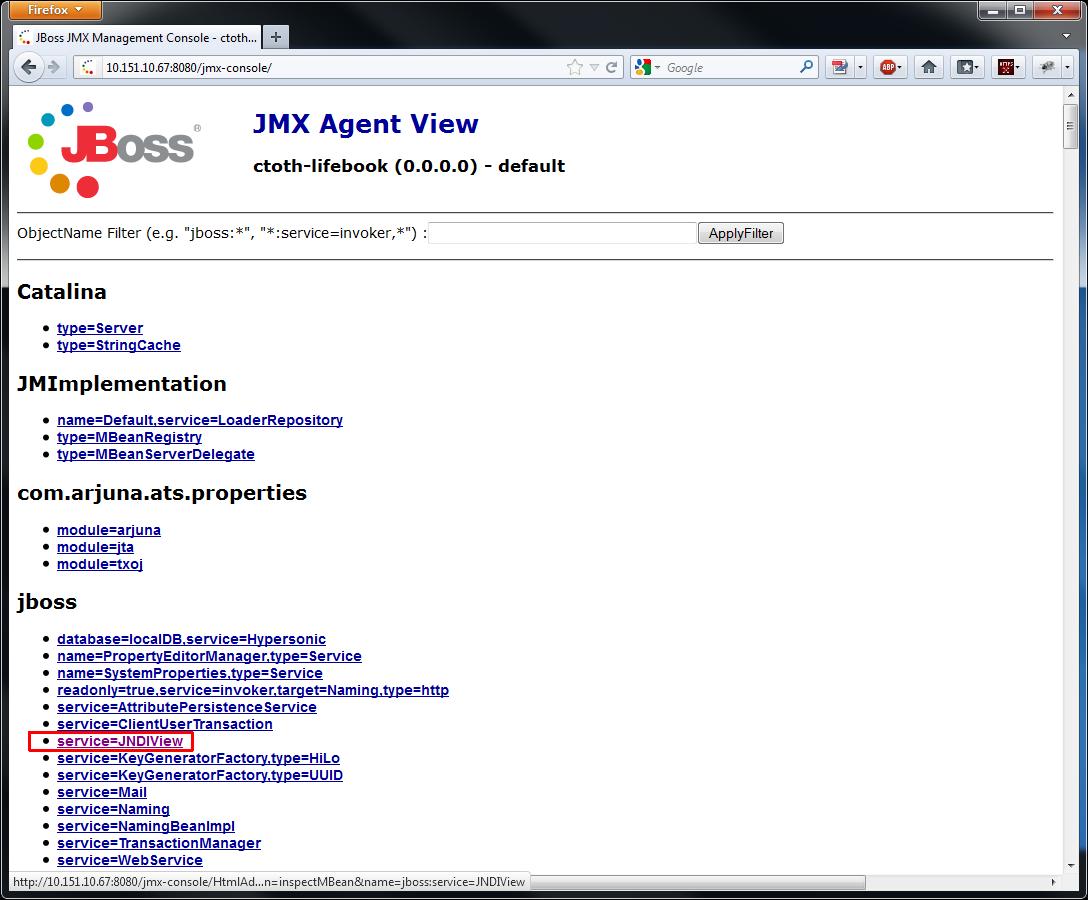 Firefox
JBoss JMX Management Console - ctoth...
10.151.10.67:8080/jmx-console/
Google
ABP
JBoss®
JMX Agent View
ctoth-lifebook (0.0.0.0) - default
ObjectName Filter (e.g. "jboss:*", "*:service=invoker,*") :
ApplyFilter
Catalina
type=Server
type=StringCache
JMImplementation
name=Default,service=LoaderRepository
type=MBeanRegistry
type=MBeanServerDelegate
com.arjuna.ats.properties
module=arjuna
module=jta
module=txoj
jboss
database=localDB,service=Hypersonic
name=PropertyEditorManager,type=Service
name=SystemProperties,type=Service
readonly=true,service=invoker,target=Naming,type=http
service=AttributePersistenceService
service=ClientUserTransaction
service=JNDIView
service=KeyGeneratorFactory,type=HiLo
service=KeyGeneratorFactory,type=UUID
service=Mail
service=Naming
service=NamingBeanImpl
service=TransactionManager
service=WebService
http://10.151.10.67:8080/jmx-console/HtmlAd...n=inspectMBean&name=jboss:service=JNDIView